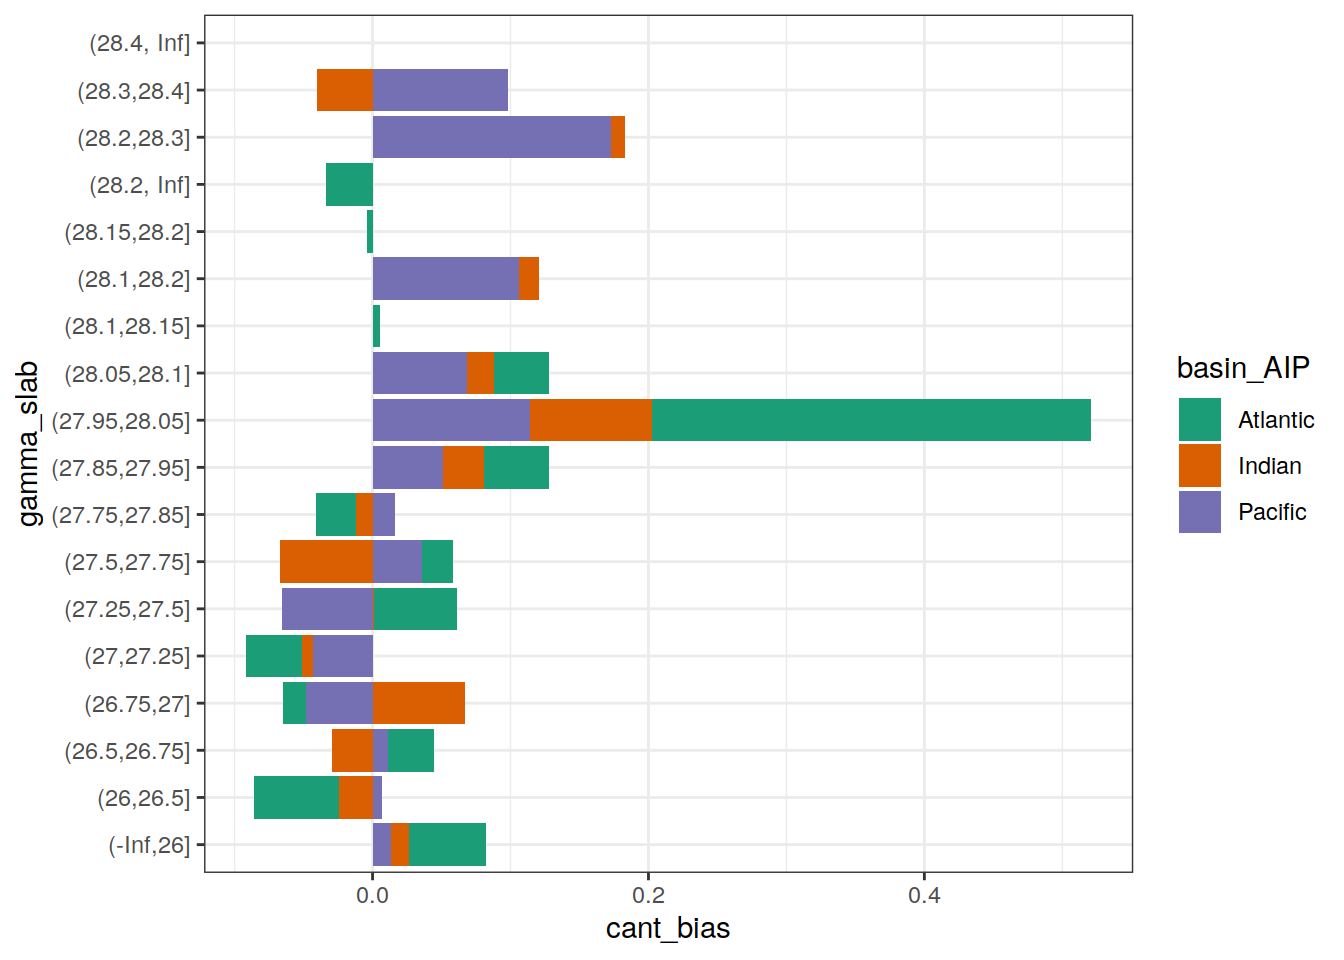 (28.4, Inf]
(28.3,28.4]
(28.2,28.3]
(28.2, Inf]
(28.15,28.2]
(28.1,28.2]
(28.1,28.15]
(28.05,28.1]
(27.95,28.05]
(27.85,27.95]
(27.75,27.85]
(27.5,27.75]
(27.25,27.5]
(27,27.25]
(26.75,27]
(26.5,26.75]
(26,26.5]
(-Inf,26]
gamma_slab
0.0
0.2
0.4
cant_bias
basin_AIP
Atlantic
Indian
Pacific